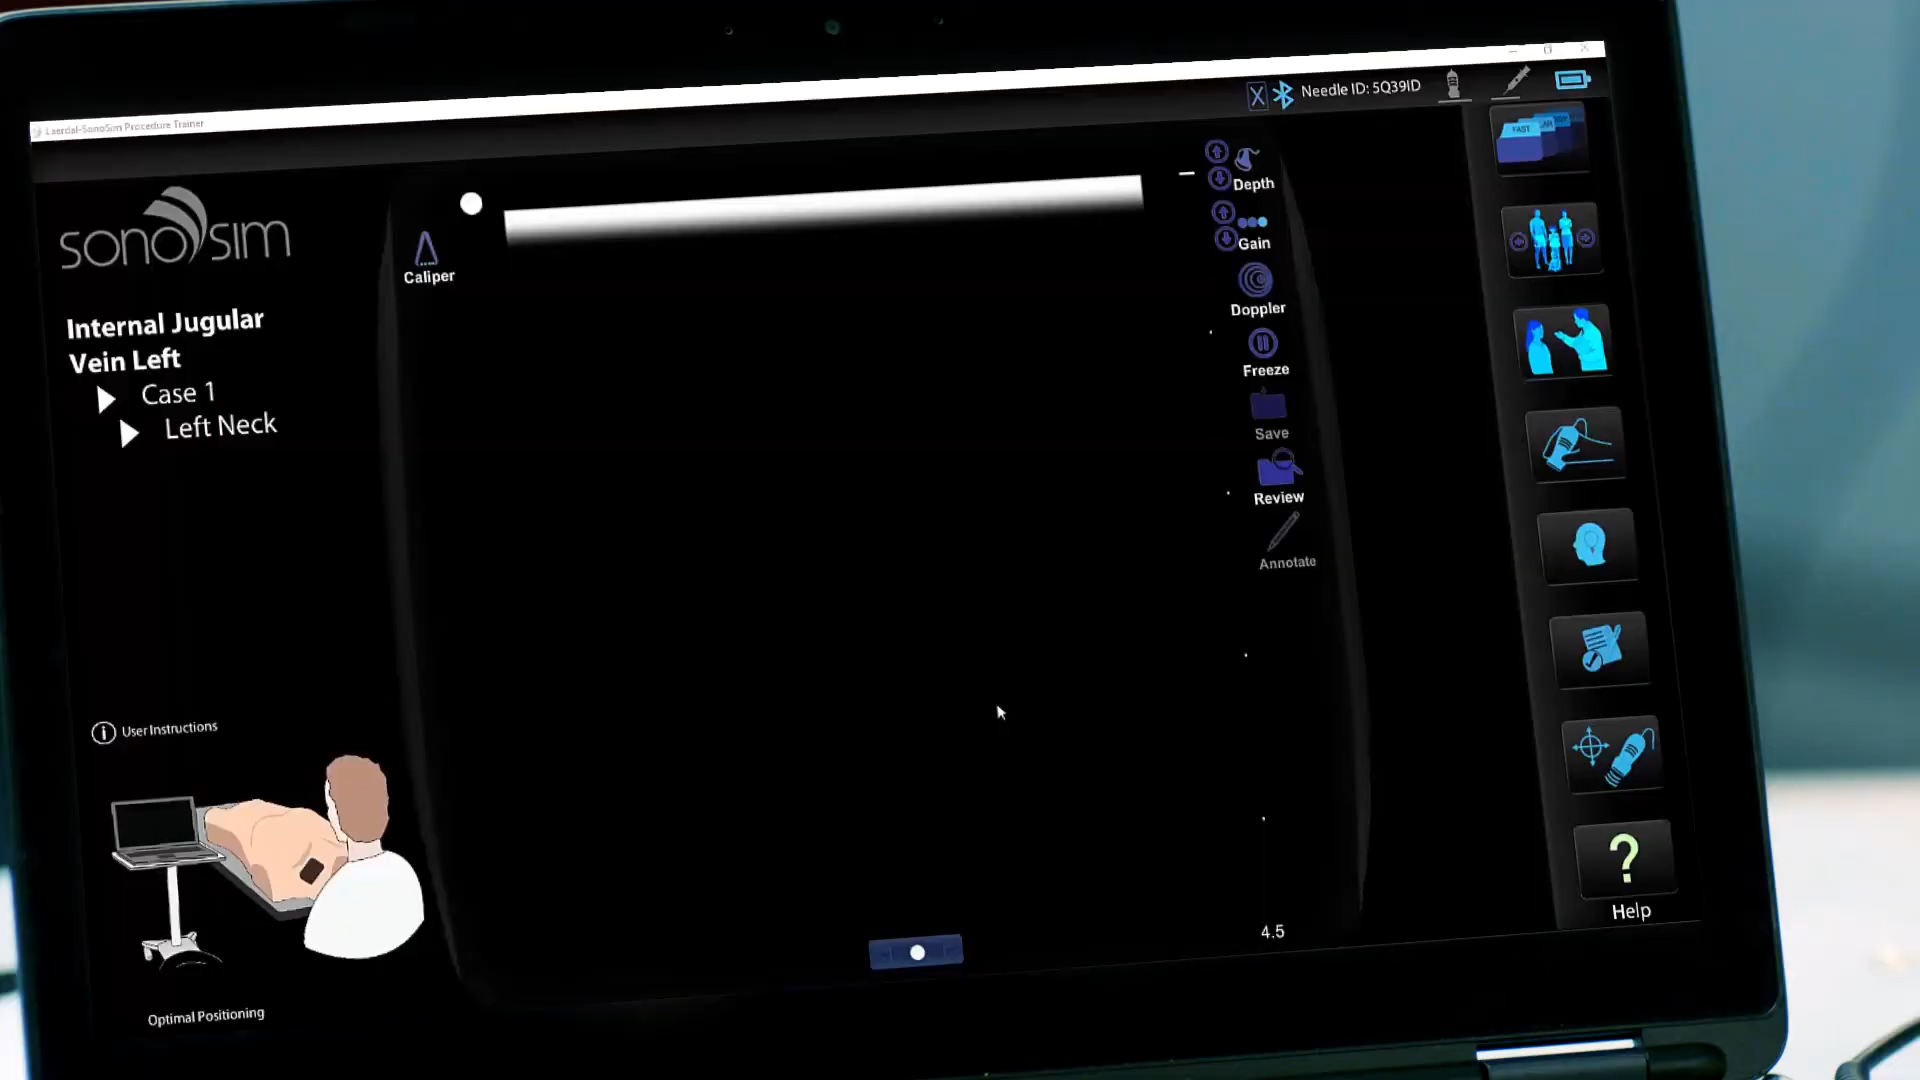 Laerdal-SonoSim Procedure Trainer
X
Needle ID: 5Q39ID
FAST
sonosim
Internal Jugular
Vein Left
Case 1
Left Neck
Caliper
Depth
Gain
Doppler
Freeze
Save
Review
Annotate
i User Instructions
Optimal Positioning
4.5
?
Help